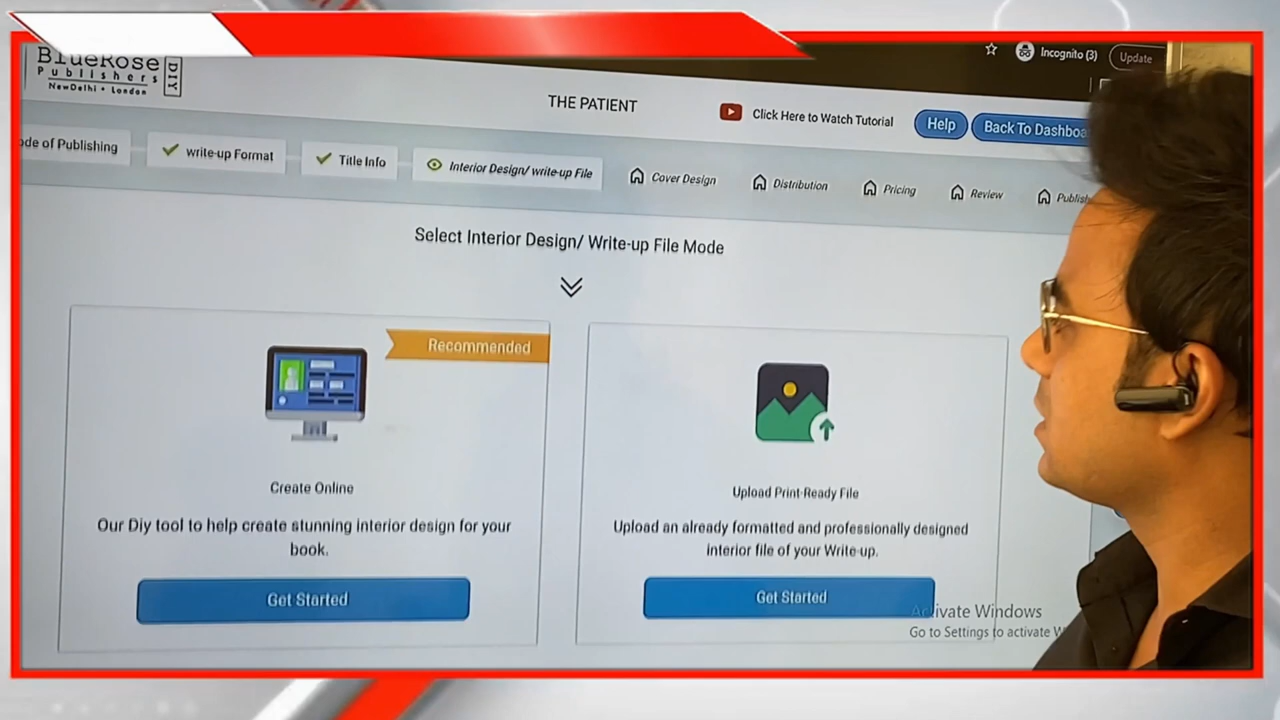 BlueRose
Publishers
NewDelhi • London
DIY
Incognito (3)
Update
THE PATIENT
Click Here to Watch Tutorial
Help
Back To Dashboa
ode of Publishing
write-up Format
Title Info
Interior Design/ write-up File
Cover Design
Distribution
Pricing
Review
Publish
Select Interior Design/ Write-up File Mode
Recommended
Create Online
Our Diy tool to help create stunning interior design for your
book.
Get Started
Upload Print-Ready File
Upload an already formatted and professionally designed
interior file of your Write-up.
Get Started
Activate Windows
Go to Settings to activate W